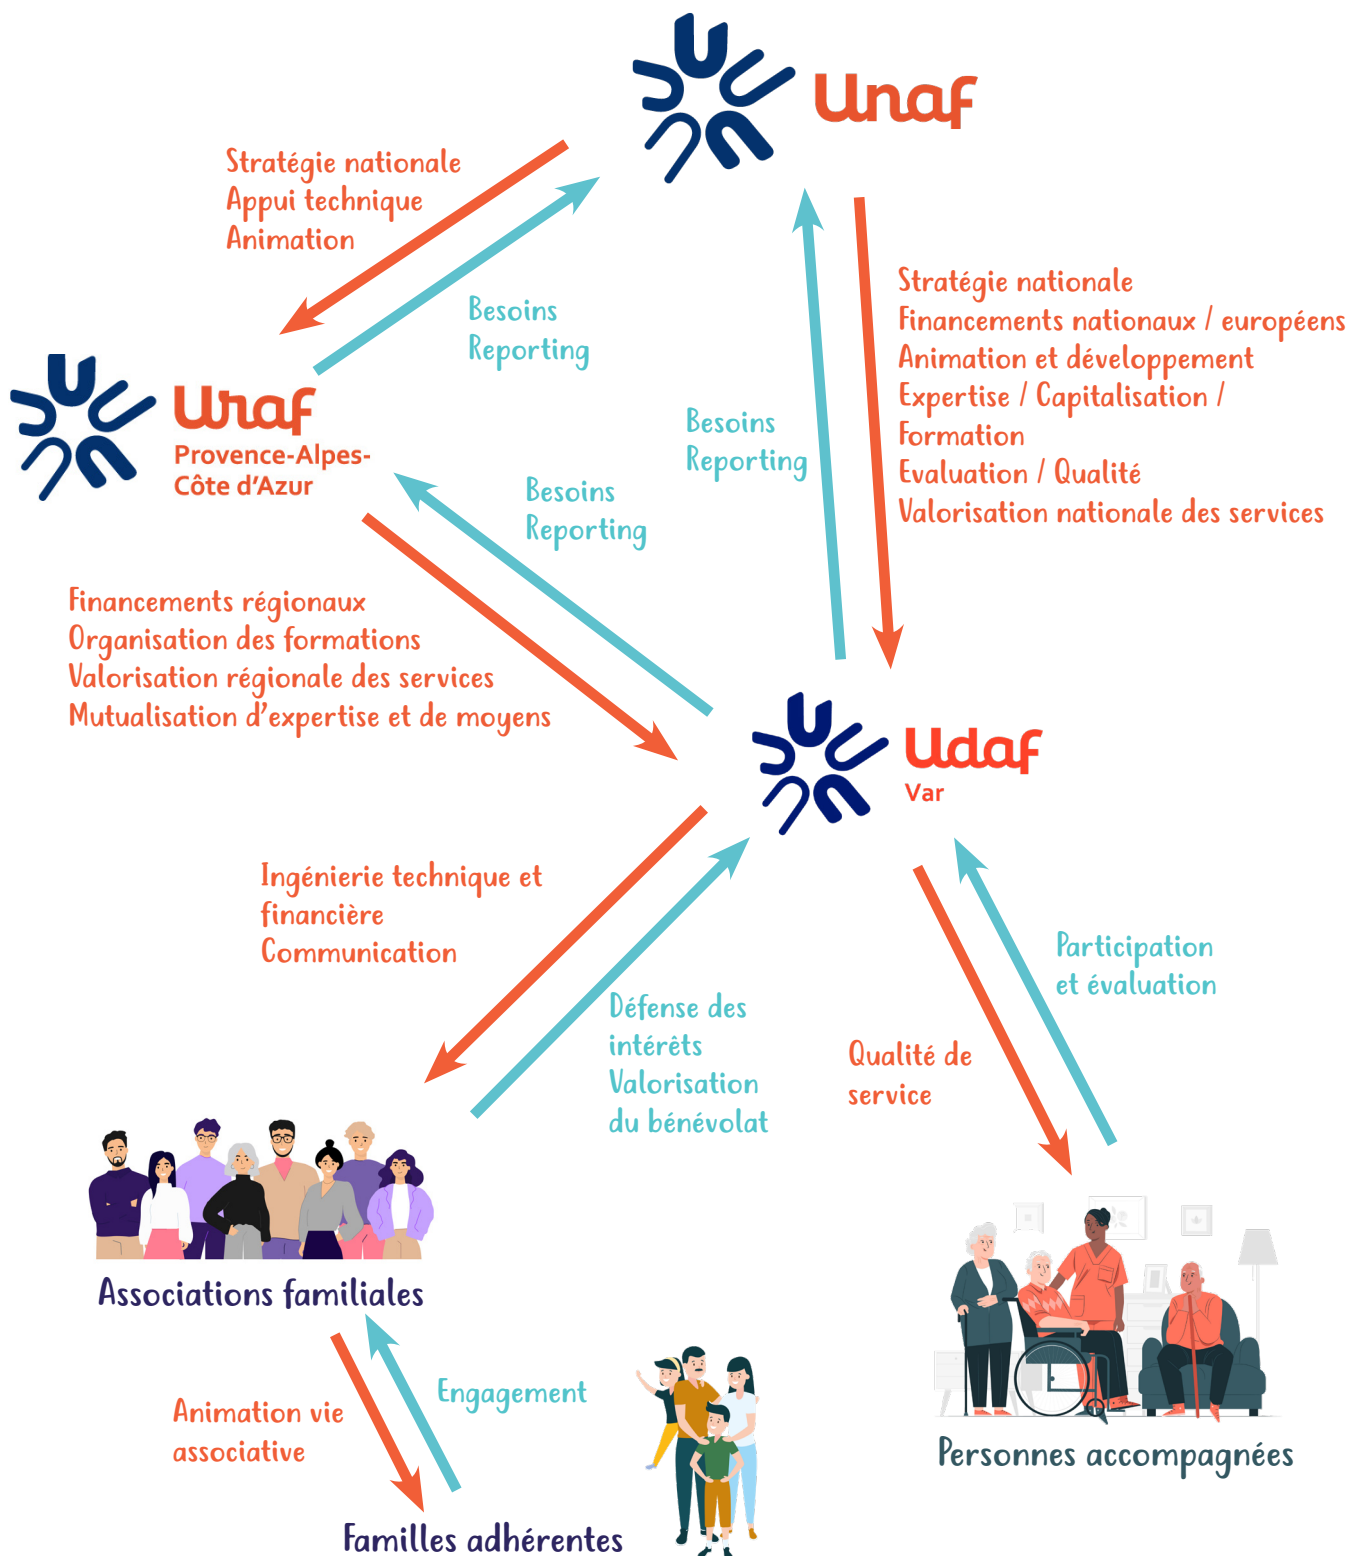 Unaf
Stratégie nationale
Appui technique
Animation
Besoins
Reporting
Stratégie nationale
Financements nationaux / européens
Animation et développement
Expertise / Capitalisation /
Formation
Evaluation / Qualité
Valorisation nationale des services
Uraf
Provence-Alpes-
Côte d'Azur
Besoins
Reporting
Besoins
Reporting
Financements régionaux
Organisation des formations
Valorisation régionale des services
Mutualisation d'expertise et de moyens
Udaf
Var
Ingénierie technique et
financière
Communication
Défense des
intérêts
Valorisation
du bénévolat
Participation
et évaluation
Qualité de
service
Associations familiales
Animation vie
associative
Engagement
Familles adhérentes
Personnes accompagnées